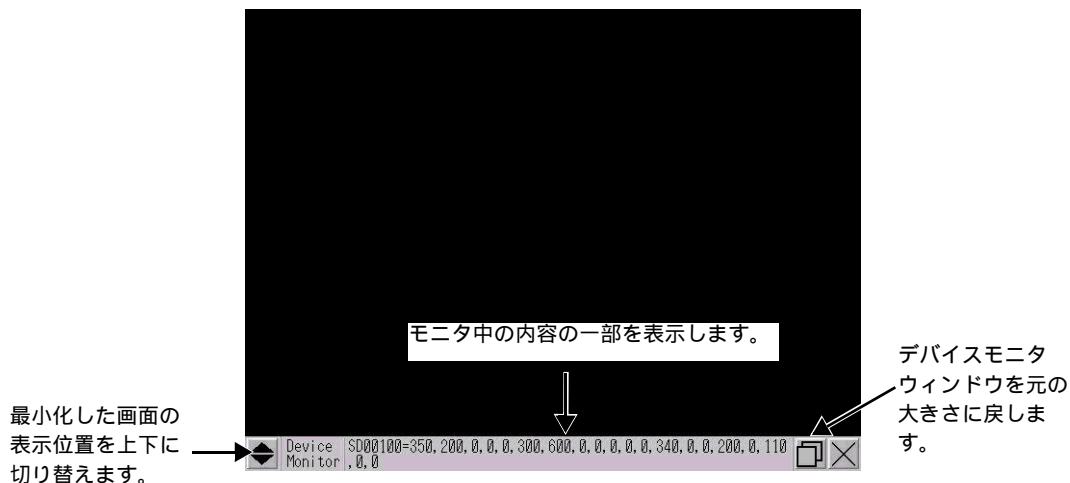 モニタ中の内容の一部を表示します。
デバイスモニタ
ウィンドウを元の
大きさに戻しま
す。
最小化した画面の
表示位置を上下に
切り替えます。
Device
Monitor
SD00100=350,200,0,0,0,300,600,0,0,0,0,0,340,0,0,200,0,110
,0,0